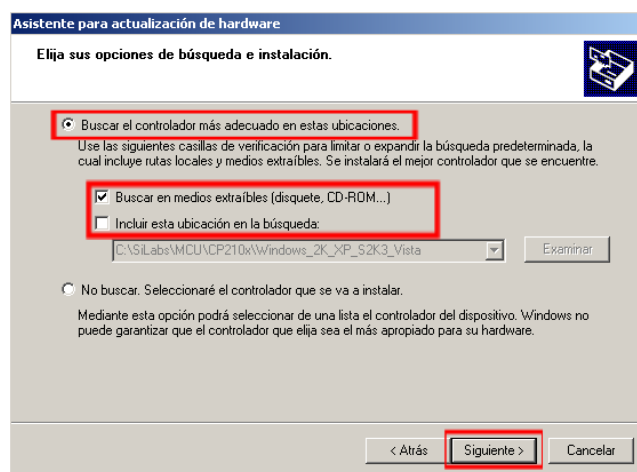 Asistente para actualización de hardware
Elija sus opciones de búsqueda e instalación.
Buscar el controlador más adecuado en estas ubicaciones.
Use las siguientes casillas de verificación para limitar o expandir la búsqueda predeterminada, la
cual incluye rutas locales y medios extraíbles. Se instalará el mejor controlador que se encuentre.
Buscar en medios extraíbles (disquete, CD-ROM...)
Incluir esta ubicación en la búsqueda:
C:\SiLabs\MCU\CP210x\Windows_2K_XP_S2K3_Vista
Examinar
No buscar. Seleccionaré el controlador que se va a instalar.
Mediante esta opción podrá seleccionar de una lista el controlador del dispositivo. Windows no
puede garantizar que el controlador que elija sea el más apropiado para su hardware.
< Atrás Siguiente > Cancelar